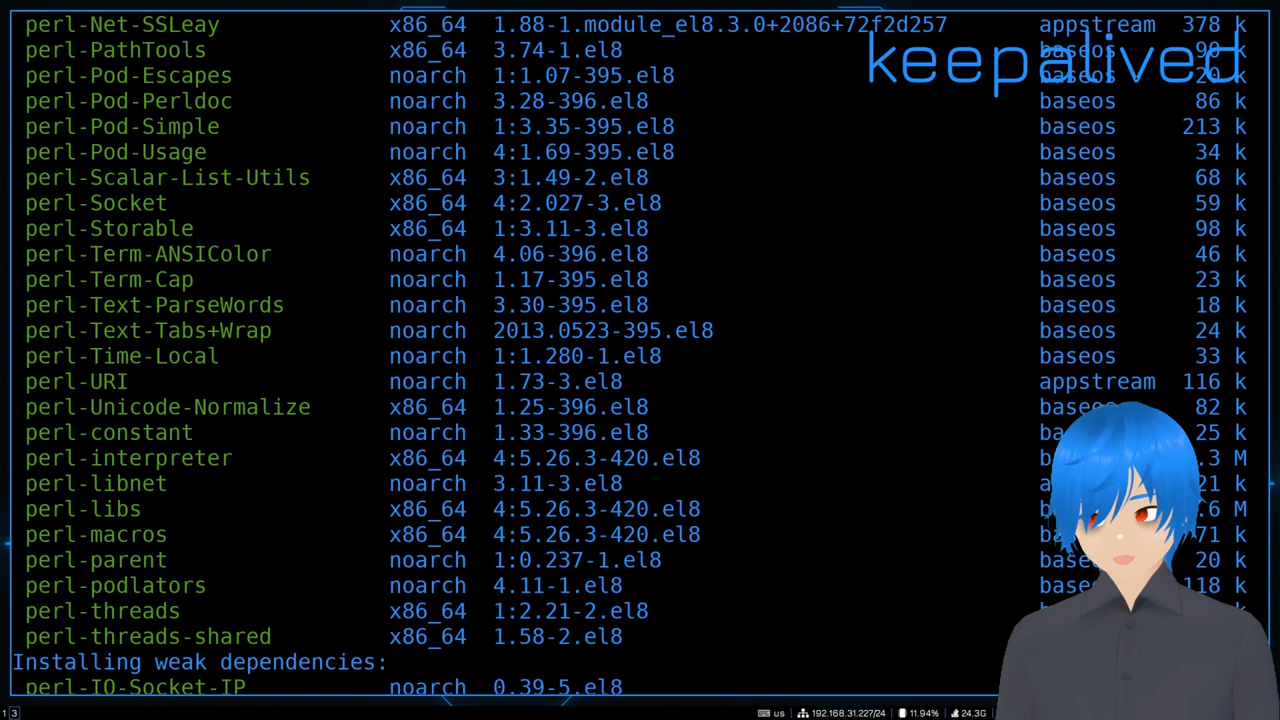 perl-Net-SSLeay x86_64 1.88-1.module_el8.3.0+2086+72f2d257 appstream 378 k
keepalived
perl-PathTools x86_64 3.74-1.el8 baseos 90 k
perl-Pod-Escapes noarch 1:1.07-395.el8 baseos 20 k
perl-Pod-Perldoc noarch 3.28-396.el8 baseos 86 k
perl-Pod-Simple noarch 1:3.35-395.el8 baseos 213 k
perl-Pod-Usage noarch 4:1.69-395.el8 baseos 34 k
perl-Scalar-List-Utils x86_64 3:1.49-2.el8 baseos 68 k
perl-Socket x86_64 4:2.027-3.el8 baseos 59 k
perl-Storable x86_64 1:3.11-3.el8 baseos 98 k
perl-Term-ANSIColor noarch 4.06-396.el8 baseos 46 k
perl-Term-Cap noarch 1.17-395.el8 baseos 23 k
perl-Text-ParseWords noarch 3.30-395.el8 baseos 18 k
perl-Text-Tabs+Wrap noarch 2013.0523-395.el8 baseos 24 k
perl-Time-Local noarch 1:1.280-1.el8 baseos 33 k
perl-URI noarch 1.73-3.el8 appstream 116 k
perl-Unicode-Normalize x86_64 1.25-396.el8 baseos 82 k
perl-constant noarch 1.33-396.el8 25 k
perl-interpreter x86_64 4:5.26.3-420.el8 M
perl-libnet noarch 3.11-3.el8 k
perl-libs x86_64 4:5.26.3-420.el8 M
perl-macros x86_64 4:5.26.3-420.el8 71 k
perl-parent noarch 1:0.237-1.el8 20 k
perl-podlators noarch 4.11-1.el8 118 k
perl-threads x86_64 1:2.21-2.el8 k
perl-threads-shared x86_64 1.58-2.el8 k
Installing weak dependencies:
perl-IO-Socket-IP noarch 0.39-5.el8
1 3 us 192.168.31.227/24 11.94% 24.3G